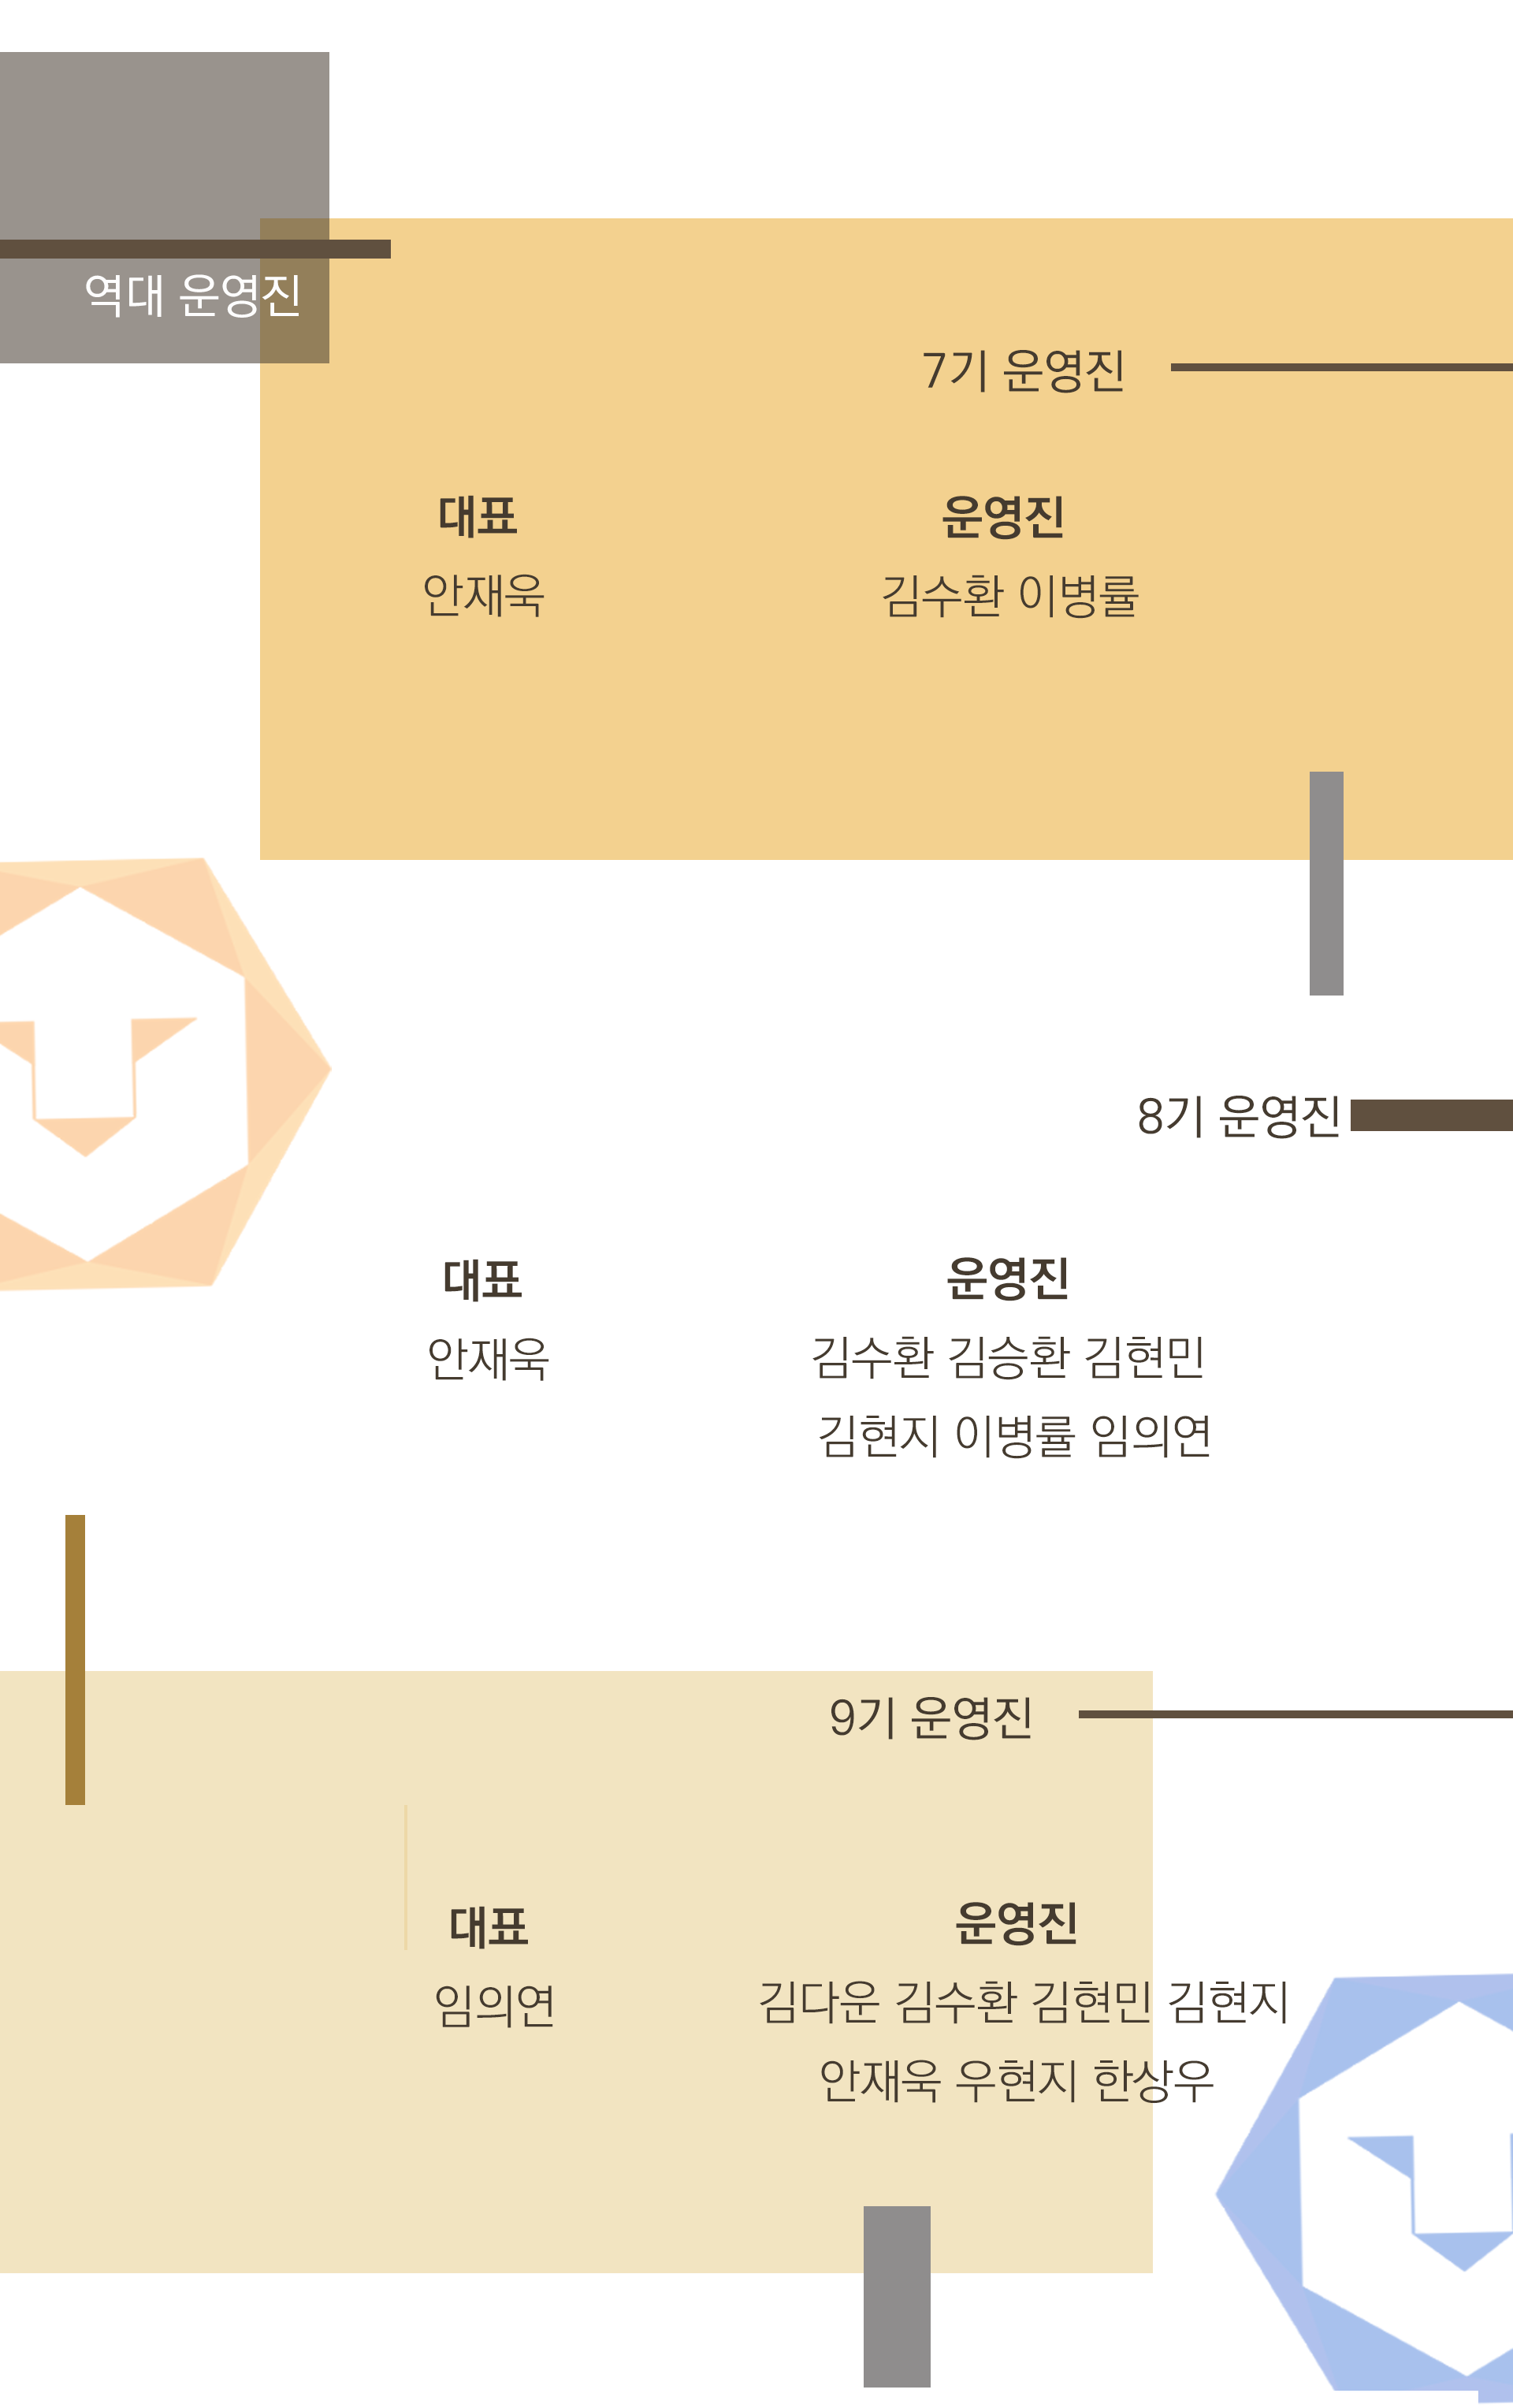 역대 운영진
7기 운영진
대표
운영진
안재욱
김수환 이병률
8기 운영진
대표
운영진
안재욱
김수환 김승환 김현민
김현지 이병률 임의연
9기 운영진
대표
운영진
임의연
김다운 김수환 김현민 김현지
안재욱 우현지 한상우